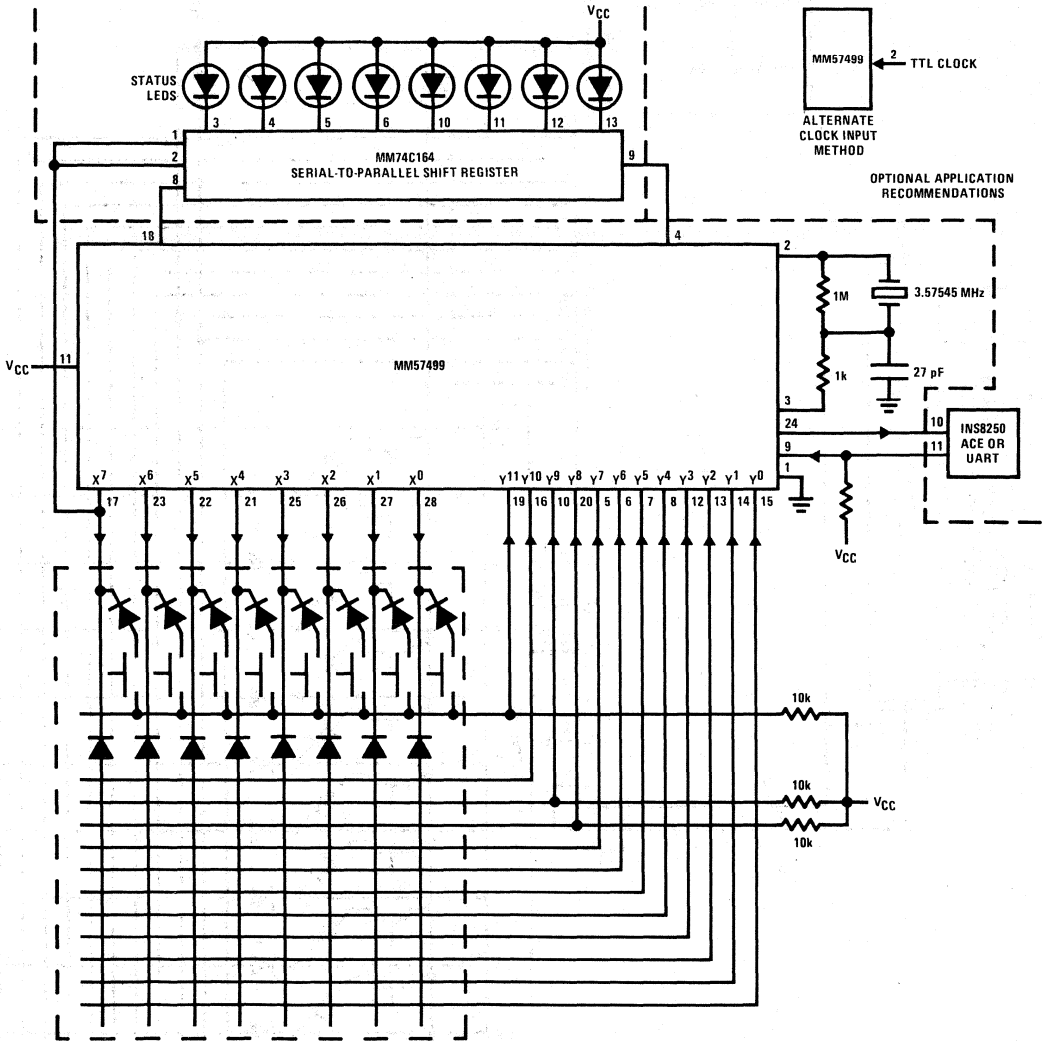 VCC
STATUS
LEDS
3 4 5 6 10 11 12 13
1
2
8
MM74C164
SERIAL-TO-PARALLEL SHIFT REGISTER
9
MM57499
2
TTL CLOCK
ALTERNATE
CLOCK INPUT
METHOD
OPTIONAL APPLICATION
RECOMMENDATIONS
18
4
2
1M
3.57545 MHz
VCC
11
MM57499
1k
27 pF
3
24
9
1
10
11
INS8250
ACE OR
UART
VCC
X7 X6 X5 X4 X3 X2 X1 X0
17 23 22 21 25 26 27 28
Y11 Y10 Y9 Y8 Y7 Y6 Y5 Y4 Y3 Y2 Y1 Y0
19 16 10 20 5 6 7 8 12 13 14 15
10k
10k
VCC
10k